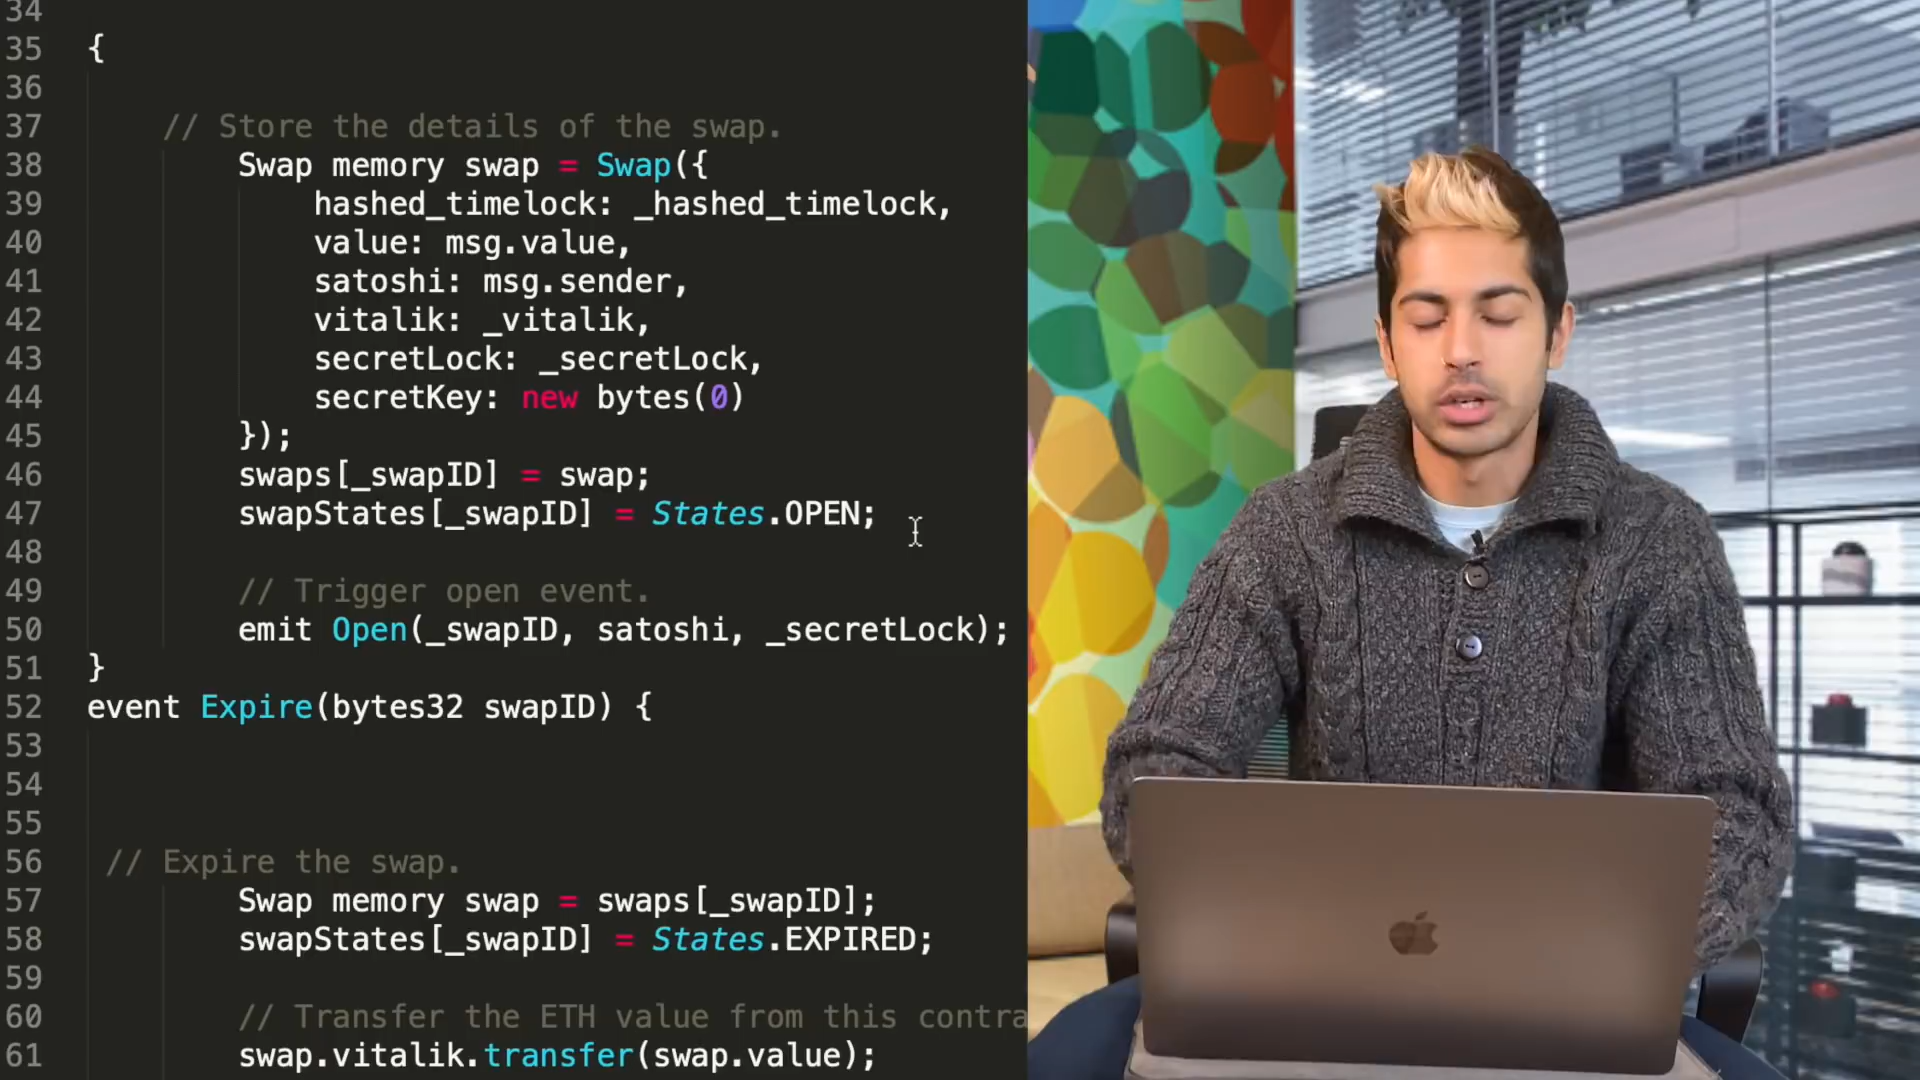 34
35 {
36
37 // Store the details of the swap.
38 Swap memory swap = Swap({
39 hashed_timelock: _hashed_timelock,
40 value: msg.value,
41 satoshi: msg.sender,
42 vitalik: _vitalik,
43 secretLock: _secretLock,
44 secretKey: new bytes(0)
45 });
46 swaps[_swapID] = swap;
47 swapStates[_swapID] = States.OPEN;
48
49 // Trigger open event.
50 emit Open(_swapID, satoshi, _secretLock);
51 }
52 event Expire(bytes32 swapID) {
53
54
55
56 // Expire the swap.
57 Swap memory swap = swaps[_swapID];
58 swapStates[_swapID] = States.EXPIRED;
59
60 // Transfer the ETH value from this contra
61 swap.vitalik.transfer(swap.value);